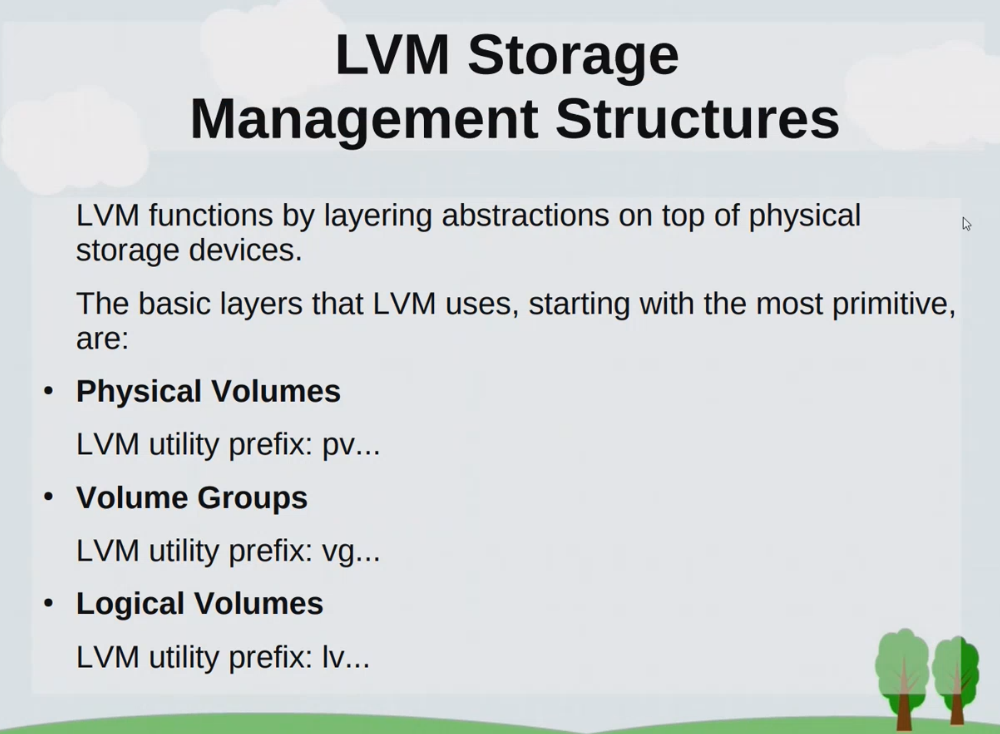 LVM Storage
Management Structures
LVM functions by layering abstractions on top of physical
storage devices.
The basic layers that LVM uses, starting with the most primitive,
are:
• Physical Volumes
LVM utility prefix: pv...
• Volume Groups
LVM utility prefix: vg...
• Logical Volumes
LVM utility prefix: lv...